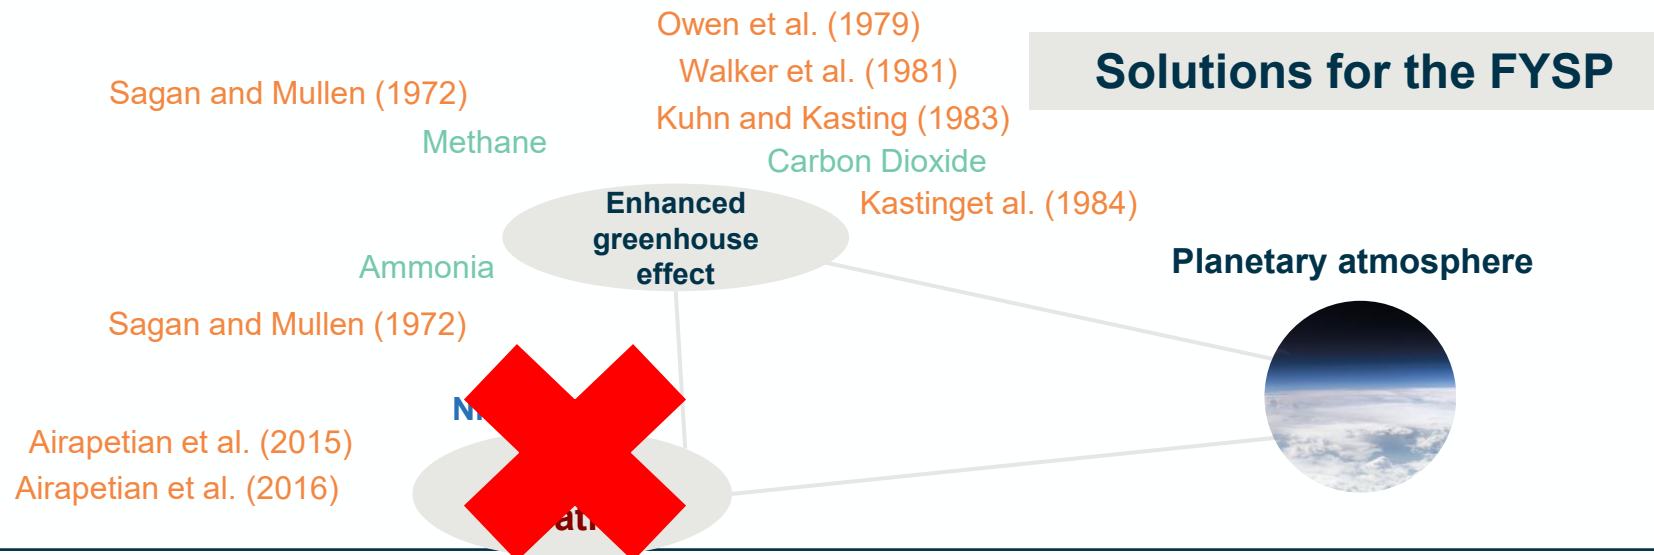 Owen et al. (1979)
Solutions for the FYSP
Walker et al. (1981)
Sagan and Mullen (1972)
Kuhn and Kasting (1983)
Methane
Carbon Dioxide
Enhanced
greenhouse
effect
Kastinget al. (1984)
Planetary atmosphere
Ammonia
Sagan and Mullen (1972)
Airapetian et al. (2015)
Airapetian et al. (2016)